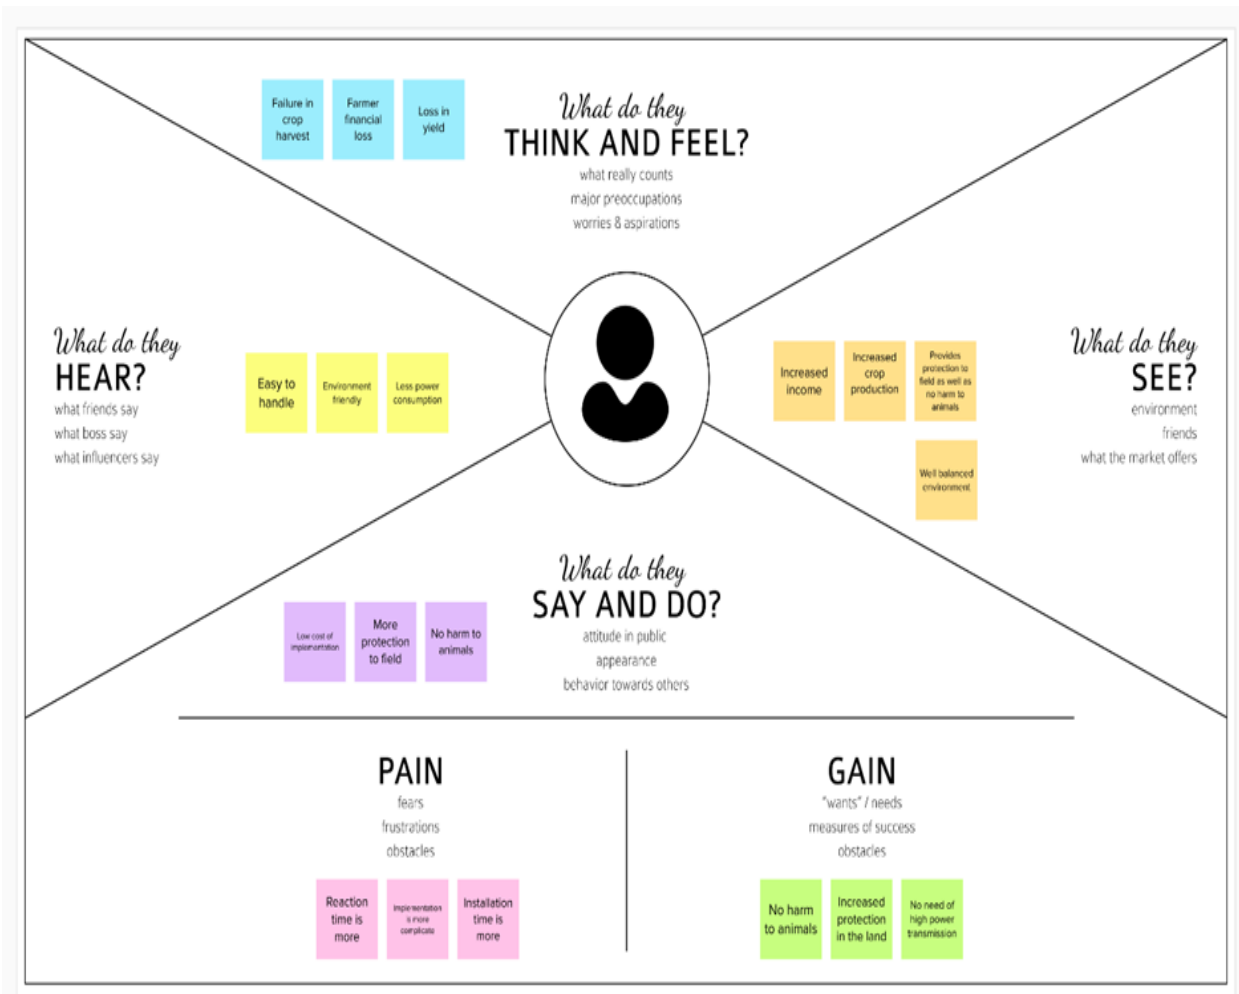 Failure in
crop
harvest
Farmer
financial
loss
Loss in
yield
What do they
THINK AND FEEL?
what really counts
major preoccupations
worries & aspirations
What do they
HEAR?
what friends say
what boss say
what influencers say
Easy to
handle
Environment
friendly
Less power
consumption
Increased
income
Increased
crop
production
Provides
protection to
field as well as
no harm to
animals
Well balanced
environment
What do they
SEE?
environment
friends
what the market offers
What do they
SAY AND DO?
attitude in public
appearance
behavior towards others
Low cost of
implementation
More
protection
to field
No harm to
animals
PAIN
fears
frustrations
obstacles
Reaction
time is
more
Implementation
is more
complicate
Installation
time is
more
GAIN
"wants" / needs
measures of success
obstacles
No harm
to animals
Increased
protection
in the land
No need of
high power
transmission